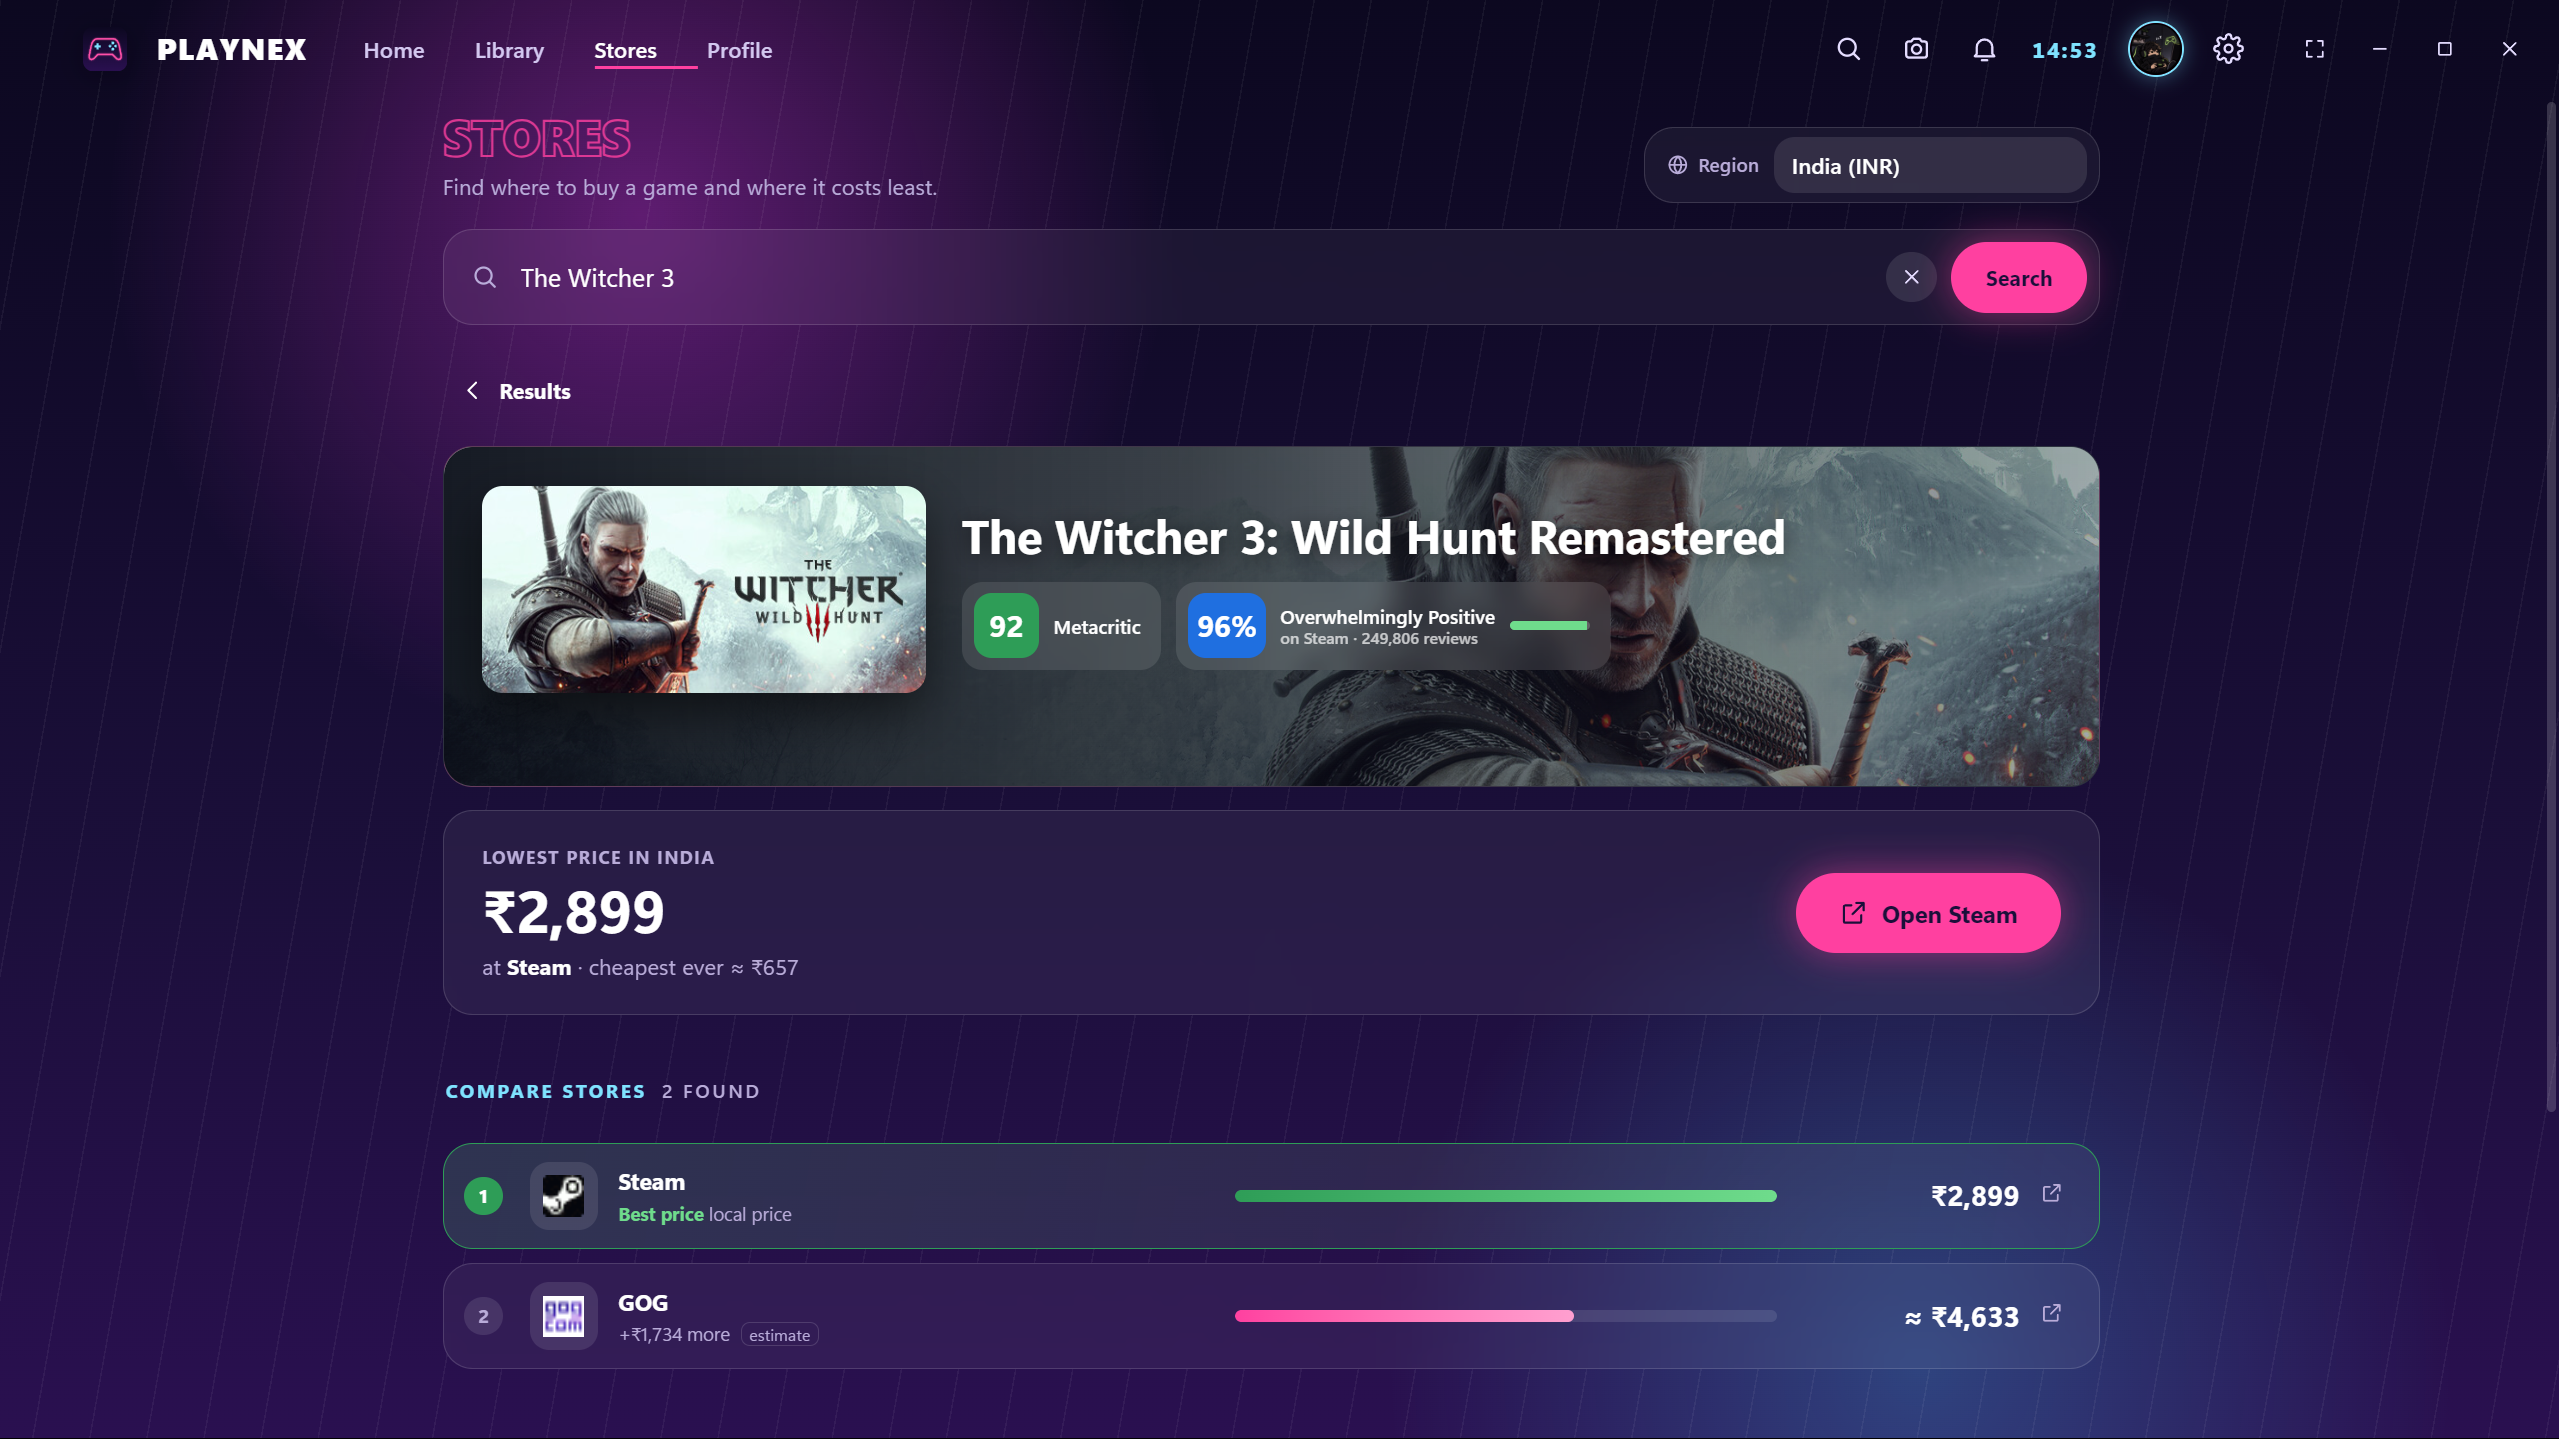 PLAYNEX
Home
Library
Stores
Profile
14:53
STORES
Find where to buy a game and where it costs least.
Region
India (INR)
The Witcher 3
Search
Results
THE
WITCHER
WILD HUNT
The Witcher 3: Wild Hunt Remastered
92
Metacritic
96%
Overwhelmingly Positive
on Steam · 249,806 reviews
LOWEST PRICE IN INDIA
₹2,899
at Steam · cheapest ever ≈ ₹657
Open Steam
COMPARE STORES 2 FOUND
1
Steam
Best price local price
₹2,899
2
gog
com
GOG
+₹1,734 more estimate
≈ ₹4,633